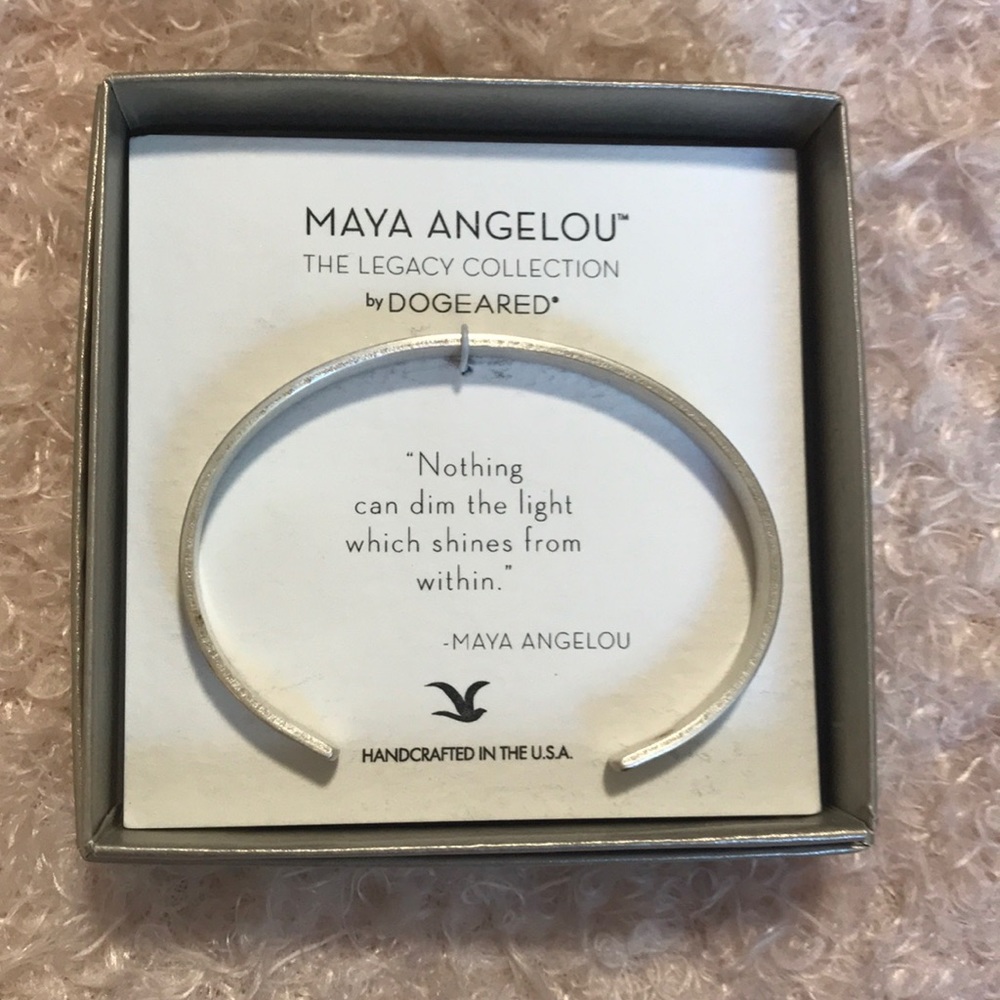 MAYA ANGELOU™
THE LEGACY COLLECTION
by DOGEARED®
“Nothing
can dim the light
which shines from
within.”
-MAYA ANGELOU
HANDCRAFTED IN THE U.S.A.